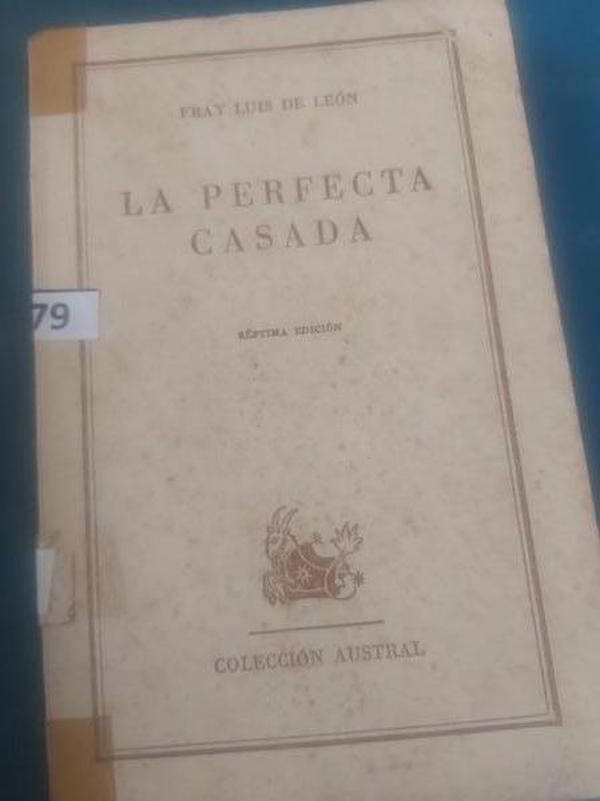 FRAY LUIS DE LEÓN
LA PERFECTA
CASADA
79
SÉPTIMA EDICIÓN
COLECCIÓN AUSTRAL